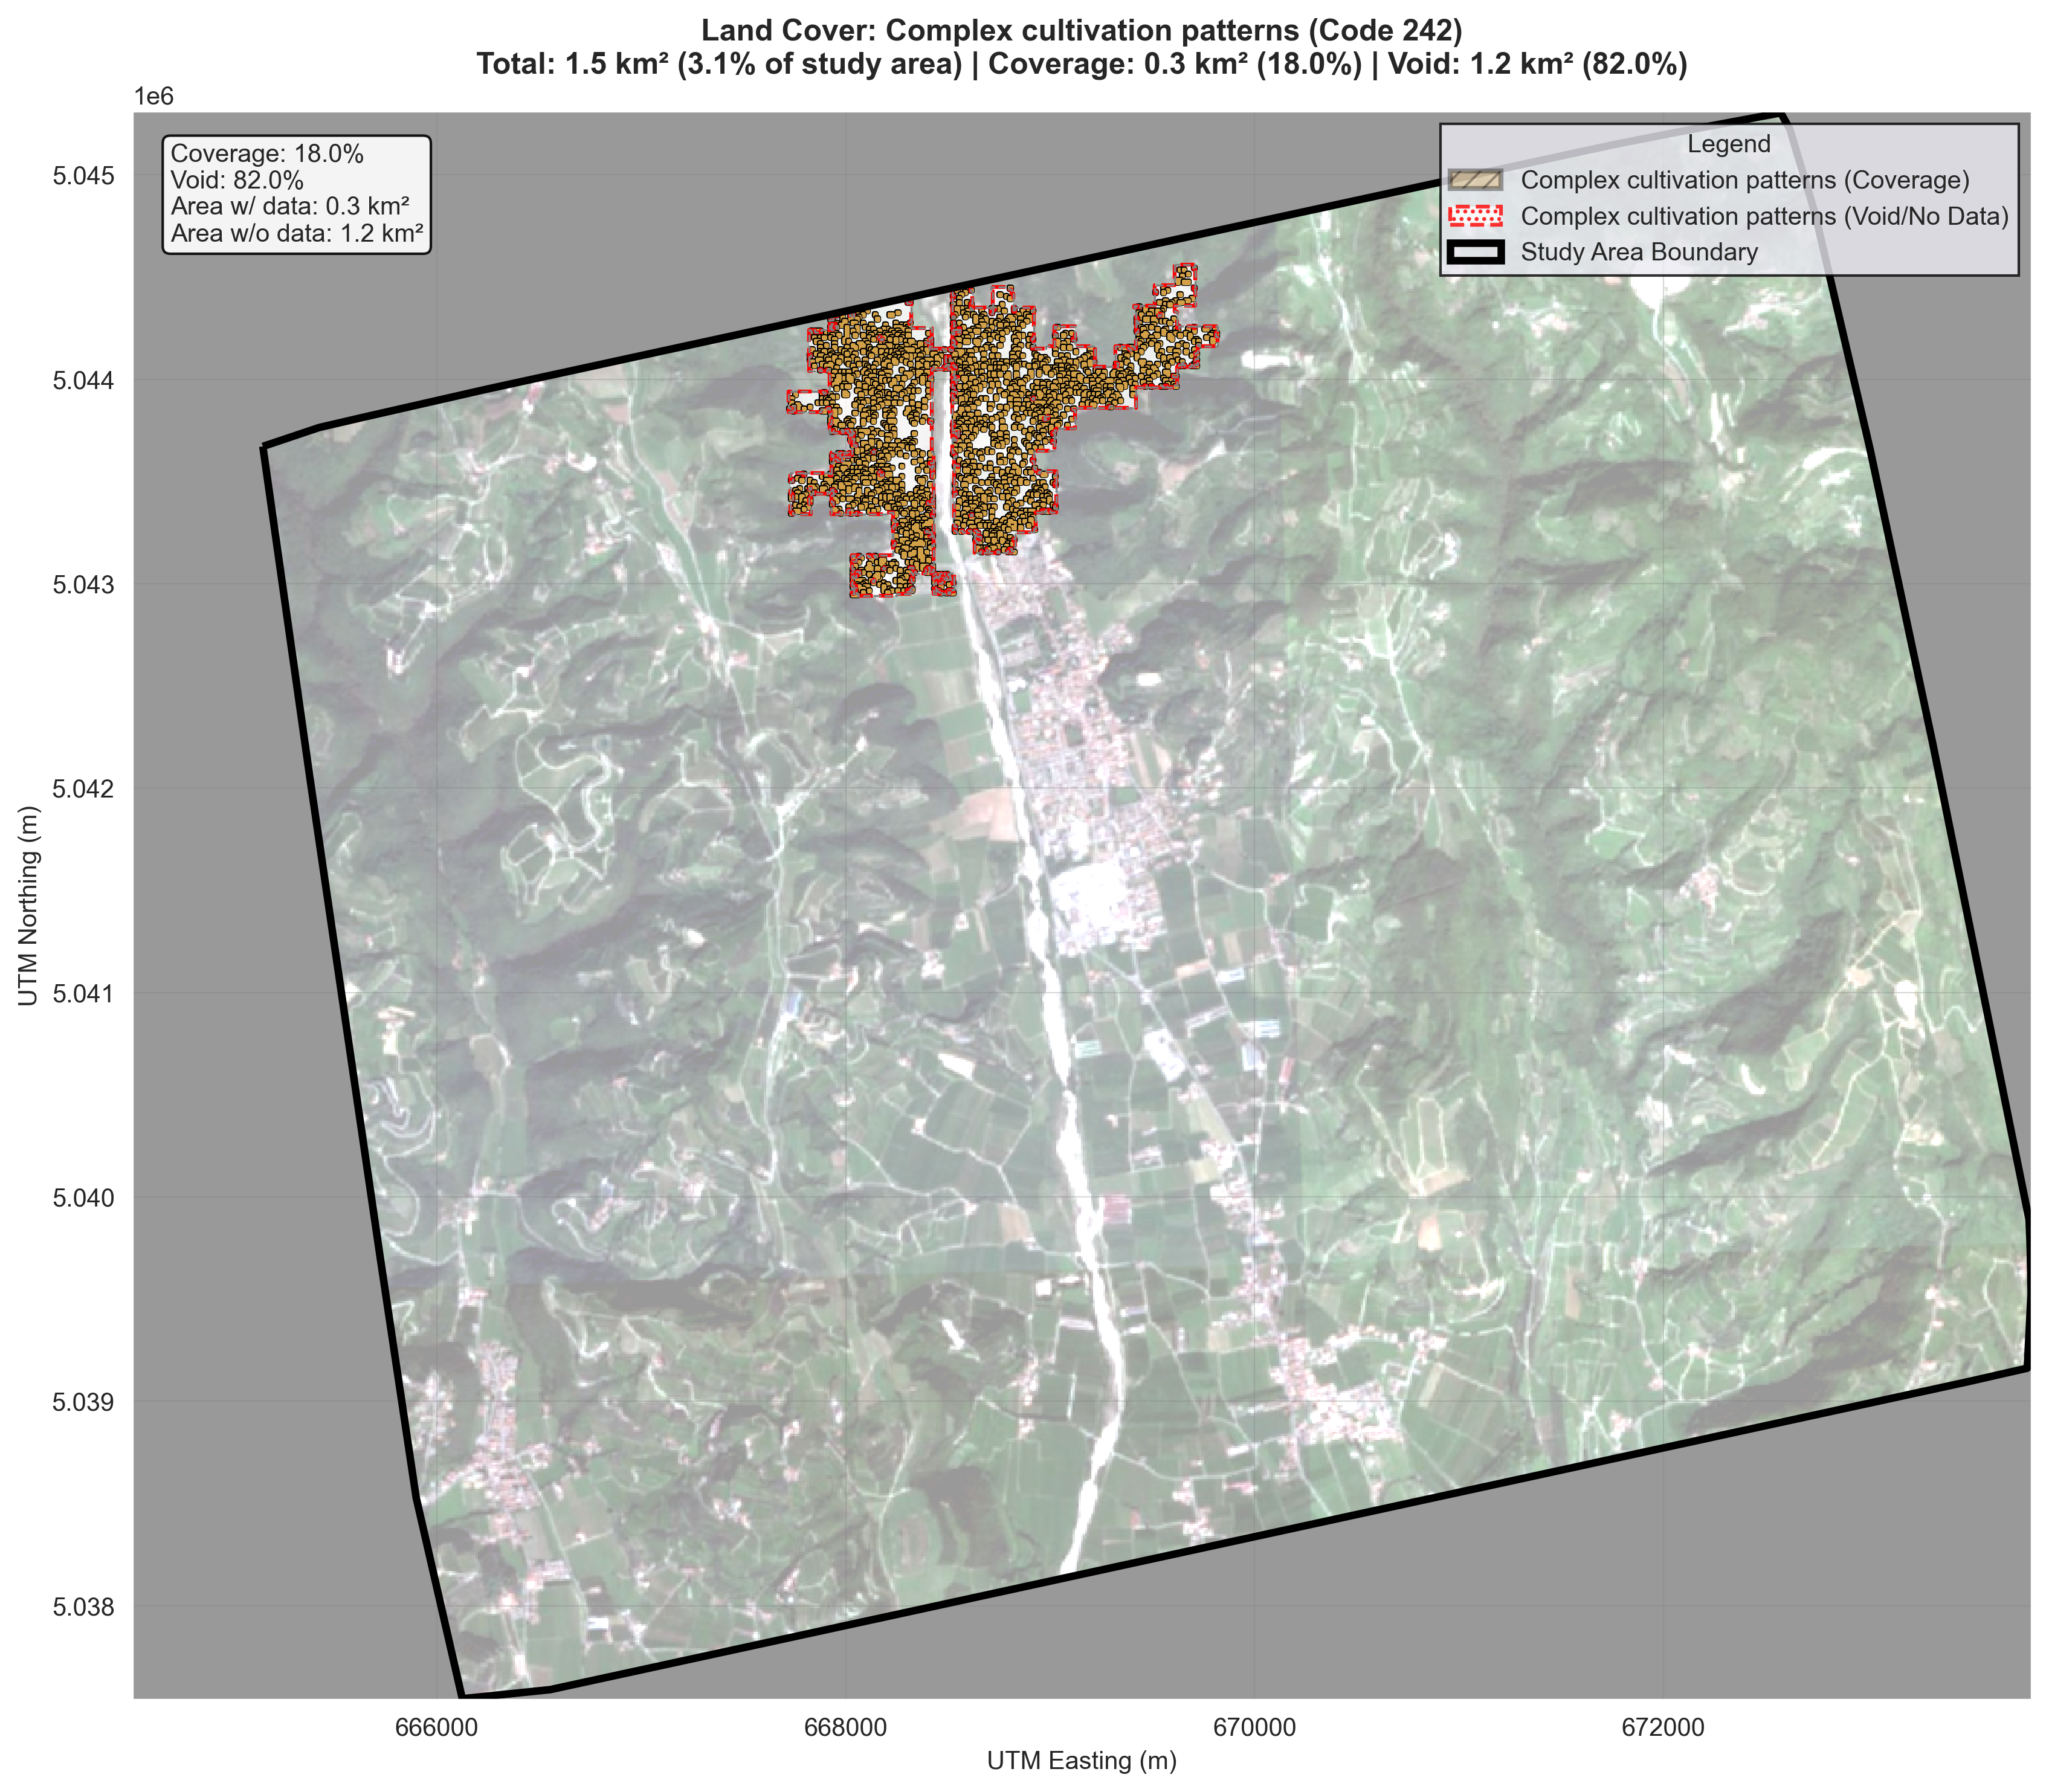 Land Cover: Complex cultivation patterns (Code 242)
Total: 1.5 km² (3.1% of study area) | Coverage: 0.3 km² (18.0%) | Void: 1.2 km² (82.0%)
1e6
Coverage: 18.0%
Void: 82.0%
Area w/ data: 0.3 km²
Area w/o data: 1.2 km²
Legend
Complex cultivation patterns (Coverage)
Complex cultivation patterns (Void/No Data)
Study Area Boundary
5.045
5.044
5.043
5.042
5.041
5.040
5.039
5.038
UTM Northing (m)
666000
668000
670000
672000
UTM Easting (m)